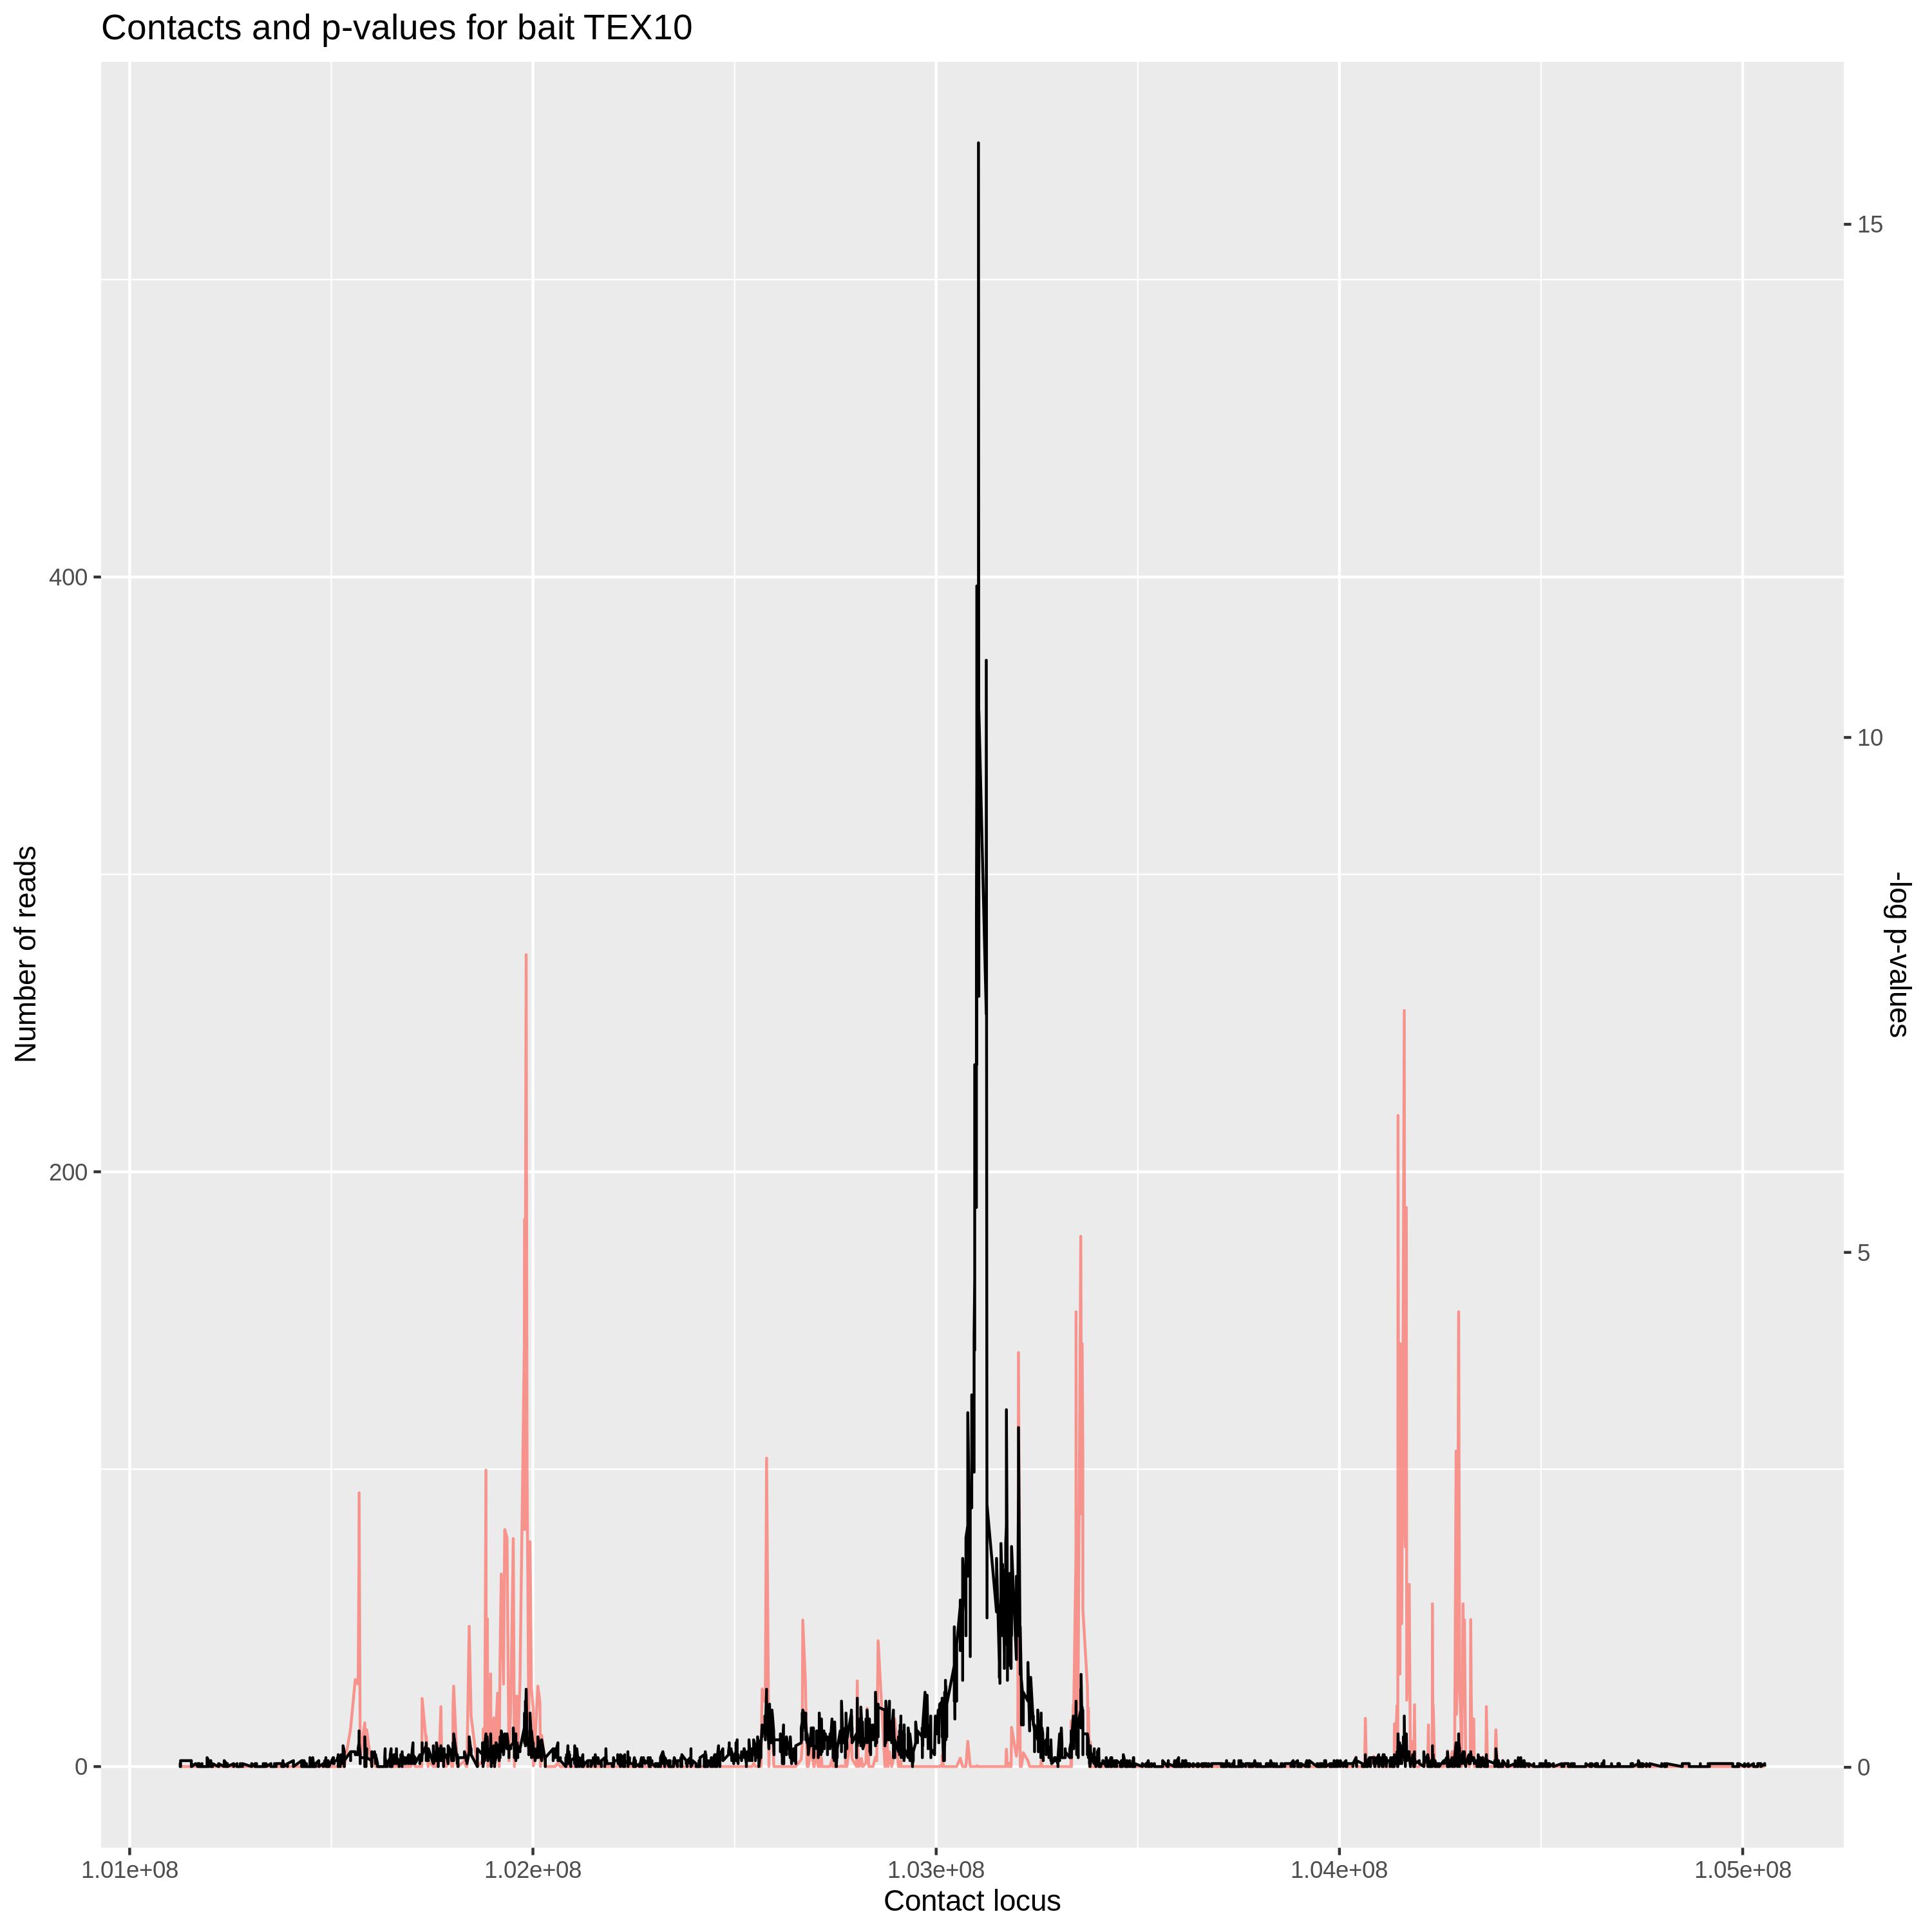 Contacts and p-values for bait TEX10
15
400
10
Number of reads
-log p-values
200
5
0
0
1.01e+08
1.02e+08
1.03e+08
1.04e+08
1.05e+08
Contact locus